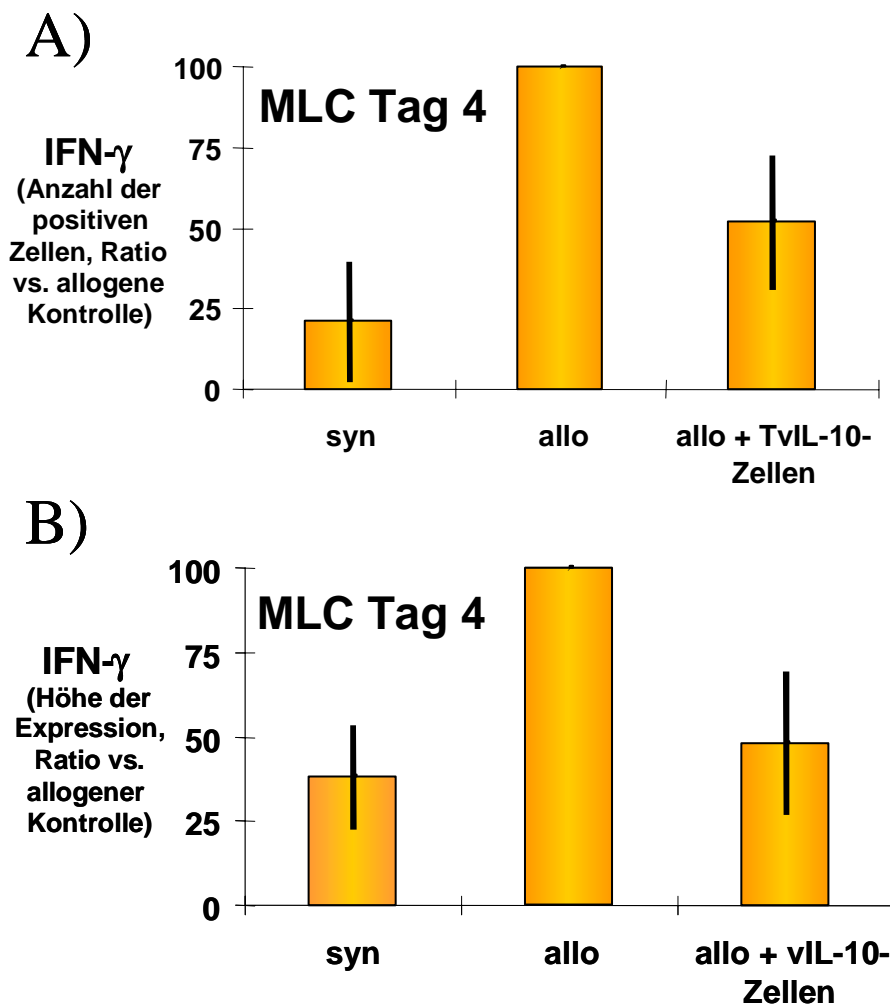 A)
MLC Tag 4
IFN-γ
(Anzahl der
positiven
Zellen, Ratio
vs. allogene
Kontrolle)
100
75
50
25
0
syn
allo
allo + TvIL-10-
Zellen
B)
MLC Tag 4
IFN-γ
(Höhe der
Expression,
Ratio vs.
allogener
Kontrolle)
100
75
50
25
0
syn
allo
allo + vIL-10-
Zellen